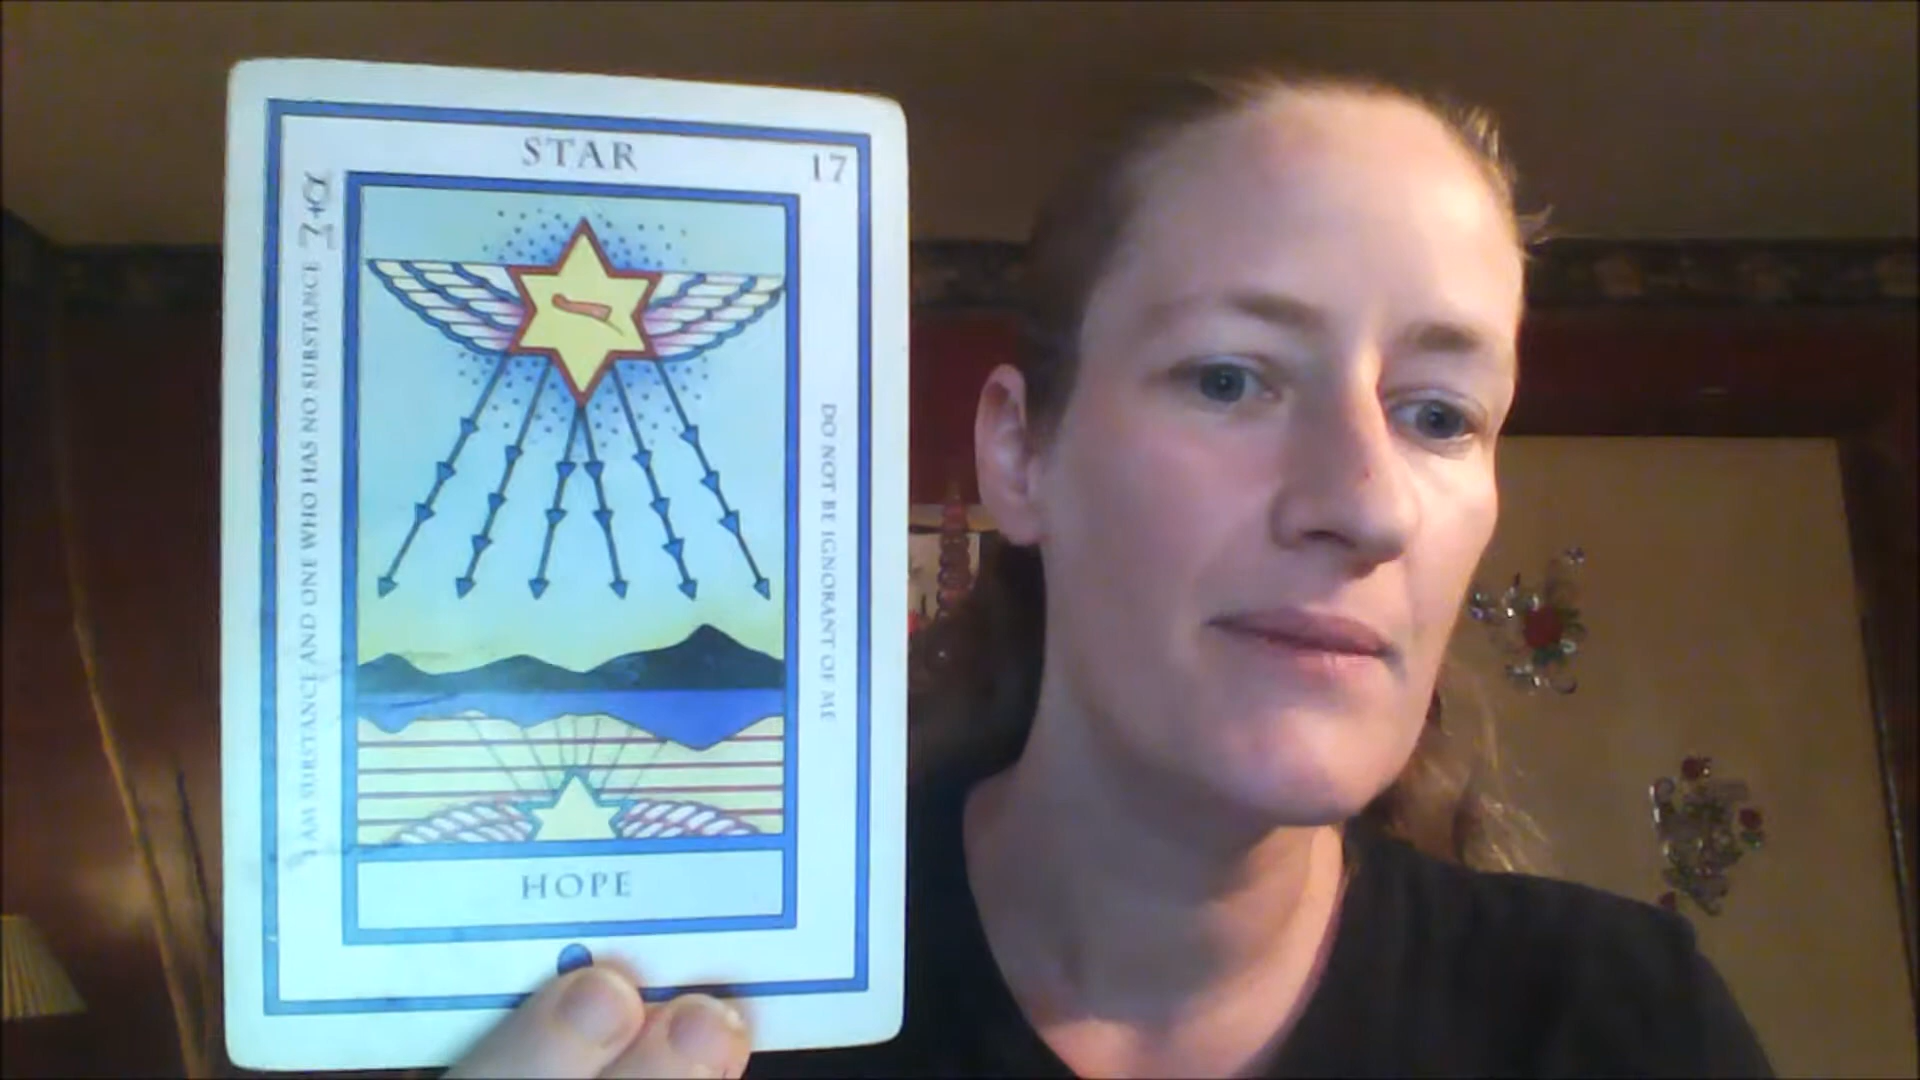 STAR
17
I AM SUBSTANCE AND ONE WHO HAS NO SUBSTANCE
DO NOT BE IGNORANT OF ME
HOPE